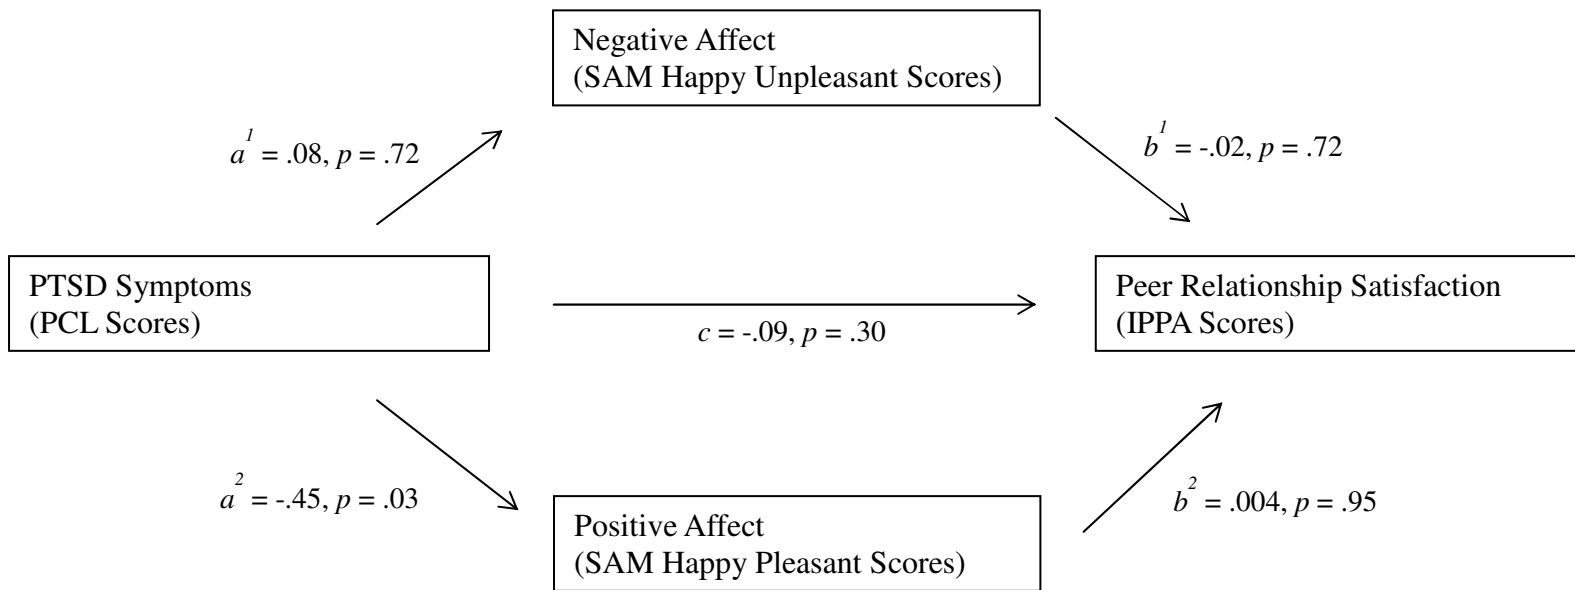 Negative Affect
(SAM Happy Unpleasant Scores)
a¹ = .08, p = .72
b¹ = -.02, p = .72
PTSD Symptoms
(PCL Scores)
c = -.09, p = .30
Peer Relationship Satisfaction
(IPPA Scores)
a² = -.45, p = .03
b² = .004, p = .95
Positive Affect
(SAM Happy Pleasant Scores)